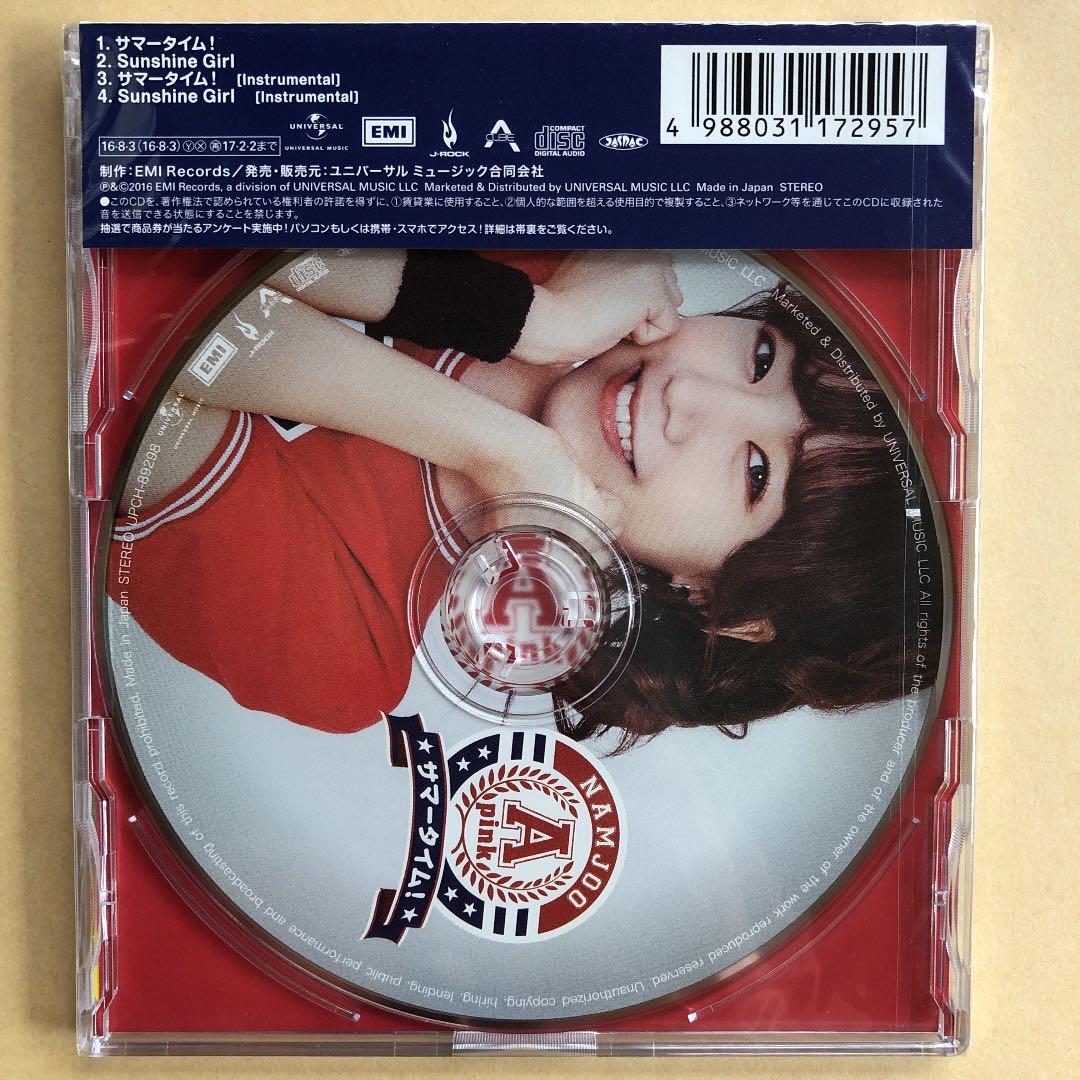 1. サマータイム!
2. Sunshine Girl
3. サマータイム! [Instrumental]
4. Sunshine Girl [Instrumental]
4 988031 172957
16·8·3 (16·8·3) Ⓨ Ⓧ 再 17·2·2まで
UNIVERSAL
UNIVERSAL MUSIC
EMI
J-ROCK
A CUBE
COMPACT
disc
DIGITAL AUDIO
JASRAC
制作:EMI Records/発売・販売元:ユニバーサル ミュージック合同会社
℗&©2016 EMI Records, a division of UNIVERSAL MUSIC LLC Marketed & Distributed by UNIVERSAL MUSIC LLC Made in Japan STEREO
●このCDを、著作権法で認められている権利者の許諾を得ずに、①賃貸業に使用すること、②個人的な範囲を超える使用目的で複製すること、③ネットワーク等を通じてこのCDに収録された
音を送信できる状態にすることを禁じます。
抽選で商品券が当たるアンケート実施中!パソコンもしくは携帯・スマホでアクセス!詳細は帯裏をご覧ください。
disc
J-ROCK
EMI
UNIVERSAL
UNIVERSAL MUSIC
STEREO UPCH-89298
MUSIC LLC Marketed & Distributed by UNIVERSAL MUSIC LLC All rights of the producer and of the owner of the work reproduced reserved. Unauthorized copying, hiring, lending, public performance and broadcasting of this record prohibited. Made in Japan
NAMJOO
A
pink
サマータイム!